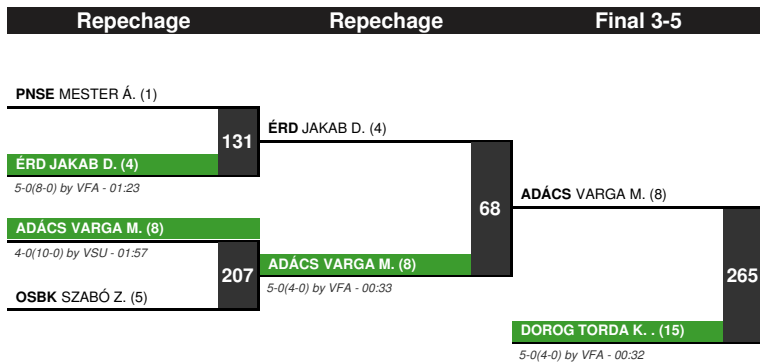 Repechage
Repechage
Final 3-5
PNSE MESTER Á. (1)
131
ÉRD JAKAB D. (4)
5-0(8-0) by VFA - 01:23
ADÁCS VARGA M. (8)
4-0(10-0) by VSU - 01:57
207
OSBK SZABÓ Z. (5)
ÉRD JAKAB D. (4)
68
ADÁCS VARGA M. (8)
5-0(4-0) by VFA - 00:33
ADÁCS VARGA M. (8)
265
DOROG TORDA K. . (15)
5-0(4-0) by VFA - 00:32